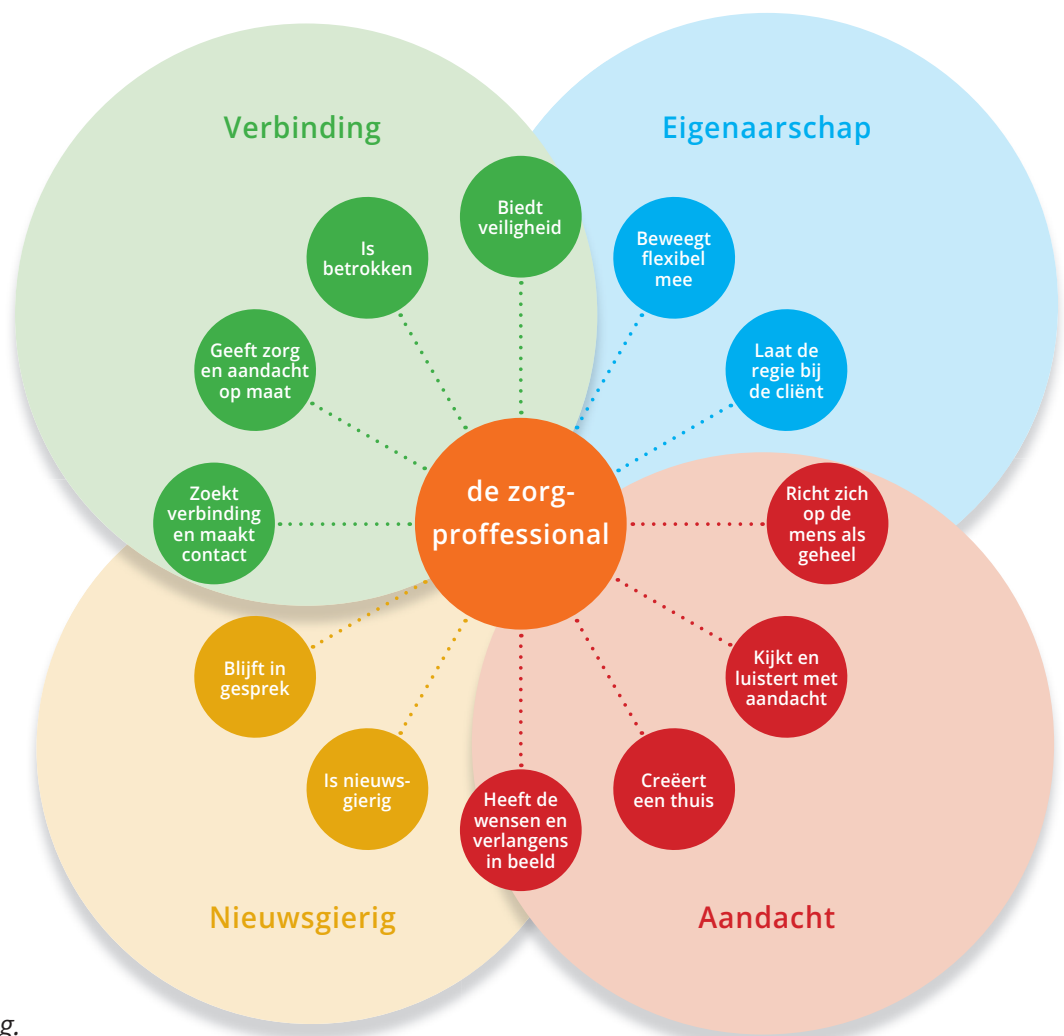 Verbinding
Eigenaarschap
Biedt
veiligheid
Is
betrokken
Beweegt
flexibel
mee
Geeft zorg
en aandacht
op maat
Laat de
regie bij
de cliënt
de zorg-
proffessional
Zoekt
verbinding
en maakt
contact
Richt zich
op de
mens als
geheel
Blijft in
gesprek
Kijkt en
luistert met
aandacht
Is nieuws-
gierig
Creëert
een thuis
Heeft de
wensen en
verlangens
in beeld
Nieuwsgierig
Aandacht
g.